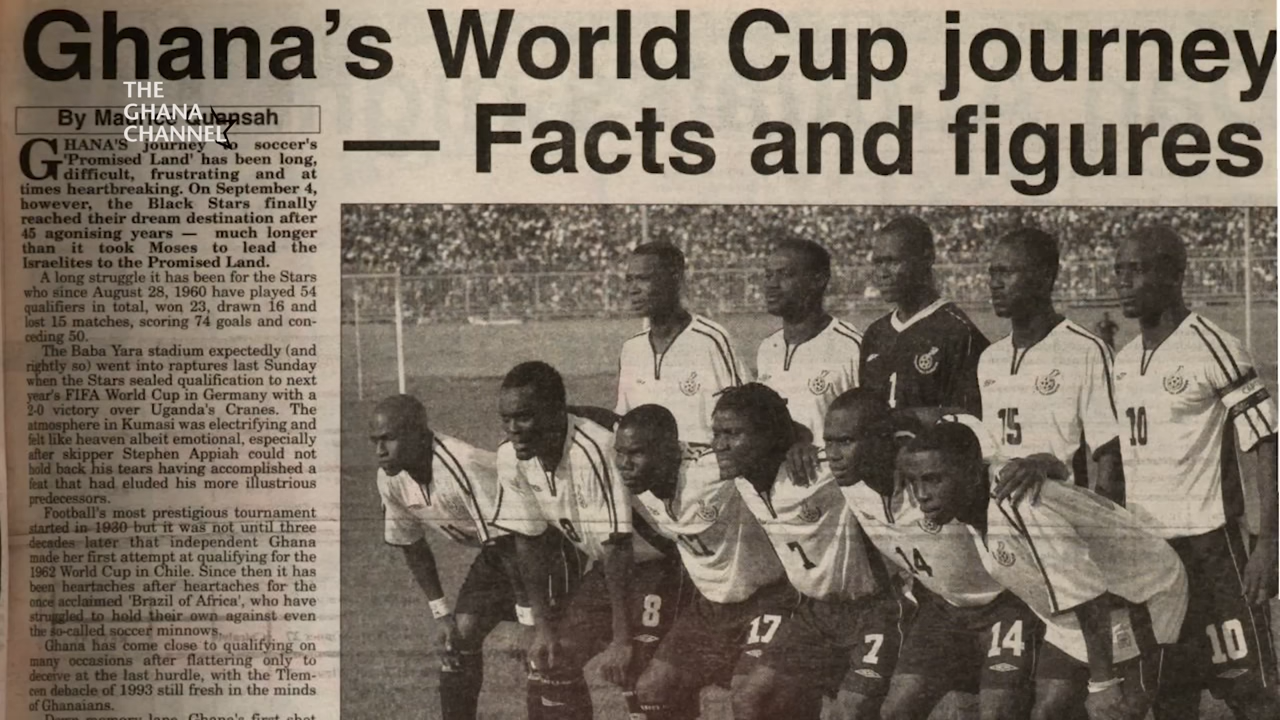 Ghana's World Cup journey
— Facts and figures
THE
GHANA
CHANNEL
By Maurice Quansah
GHANA'S journey to soccer's
'Promised Land' has been long,
difficult, frustrating and at
times heartbreaking. On September 4,
however, the Black Stars finally
reached their dream destination after
45 agonising years — much longer
than it took Moses to lead the
Israelites to the Promised Land.
A long struggle it has been for the Stars
who since August 28, 1960 have played 54
qualifiers in total, won 23, drawn 16 and
lost 15 matches, scoring 74 goals and con-
ceding 50.
The Baba Yara stadium expectedly (and
rightly so) went into raptures last Sunday
when the Stars sealed qualification to next
year's FIFA World Cup in Germany with a
2-0 victory over Uganda's Cranes. The
atmosphere in Kumasi was electrifying and
felt like heaven albeit emotional, especially
after skipper Stephen Appiah could not
hold back his tears having accomplished a
feat that had eluded his more illustrious
predecessors.
Football's most prestigious tournament
started in 1930 but it was not until three
decades later that independent Ghana
made her first attempt at qualifying for the
1962 World Cup in Chile. Since then it has
been heartaches after heartaches for the
once acclaimed 'Brazil of Africa', who have
struggled to hold their own against even
the so-called soccer minnows.
Ghana has come close to qualifying on
many occasions after flattering only to
deceive at the last hurdle, with the Tlem-
cen debacle of 1993 still fresh in the minds
of Ghanaians.
Down memory lane, Ghana's first shot
1
15
10
8
17
7
7
14
14
10